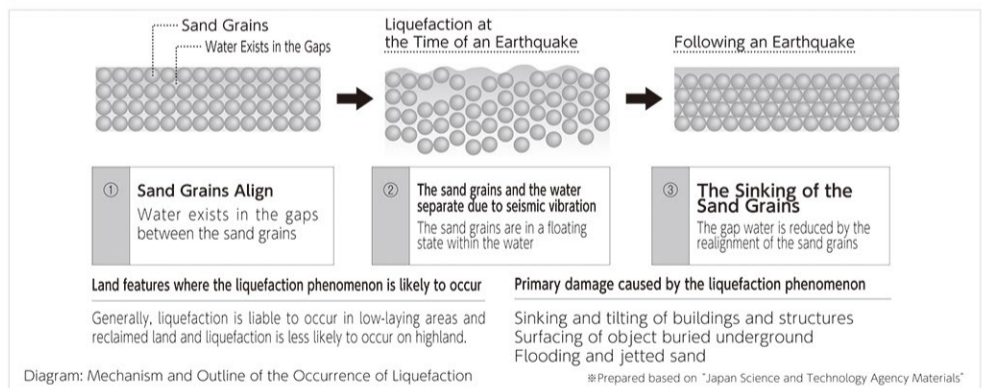 Sand Grains
Water Exists in the Gaps
Liquefaction at
the Time of an Earthquake
Following an Earthquake
①
Sand Grains Align
Water exists in the gaps
between the sand grains
②
The sand grains and the water
separate due to seismic vibration
The sand grains are in a floating
state within the water
③
The Sinking of the
Sand Grains
The gap water is reduced by the
realignment of the sand grains
Land features where the liquefaction phenomenon is likely to occur
Generally, liquefaction is liable to occur in low-laying areas and
reclaimed land and liquefaction is less likely to occur on highland.
Primary damage caused by the liquefaction phenomenon
Sinking and tilting of buildings and structures
Surfacing of object buried underground
Flooding and jetted sand
Diagram: Mechanism and Outline of the Occurrence of Liquefaction
※Prepared based on "Japan Science and Technology Agency Materials"